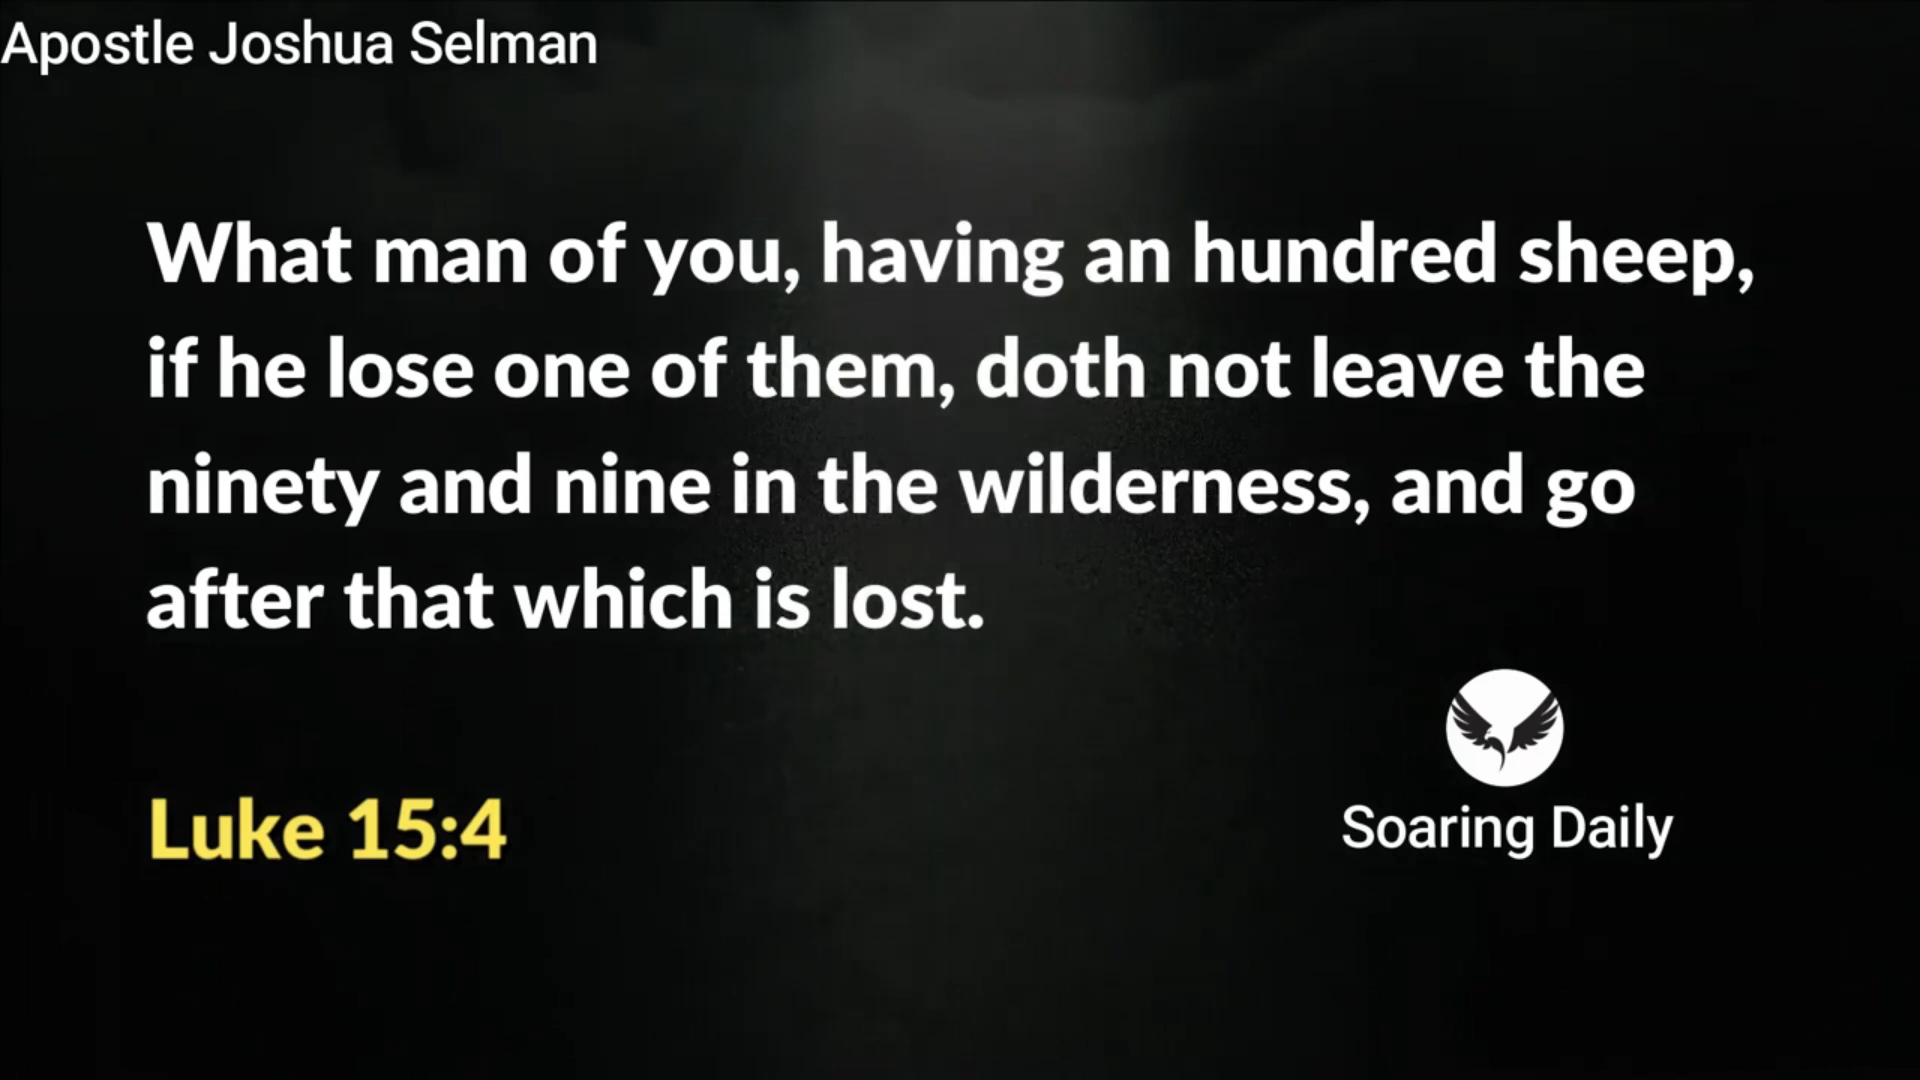 Apostle Joshua Selman
What man of you, having an hundred sheep,
if he lose one of them, doth not leave the
ninety and nine in the wilderness, and go
after that which is lost.
Luke 15:4
Soaring Daily